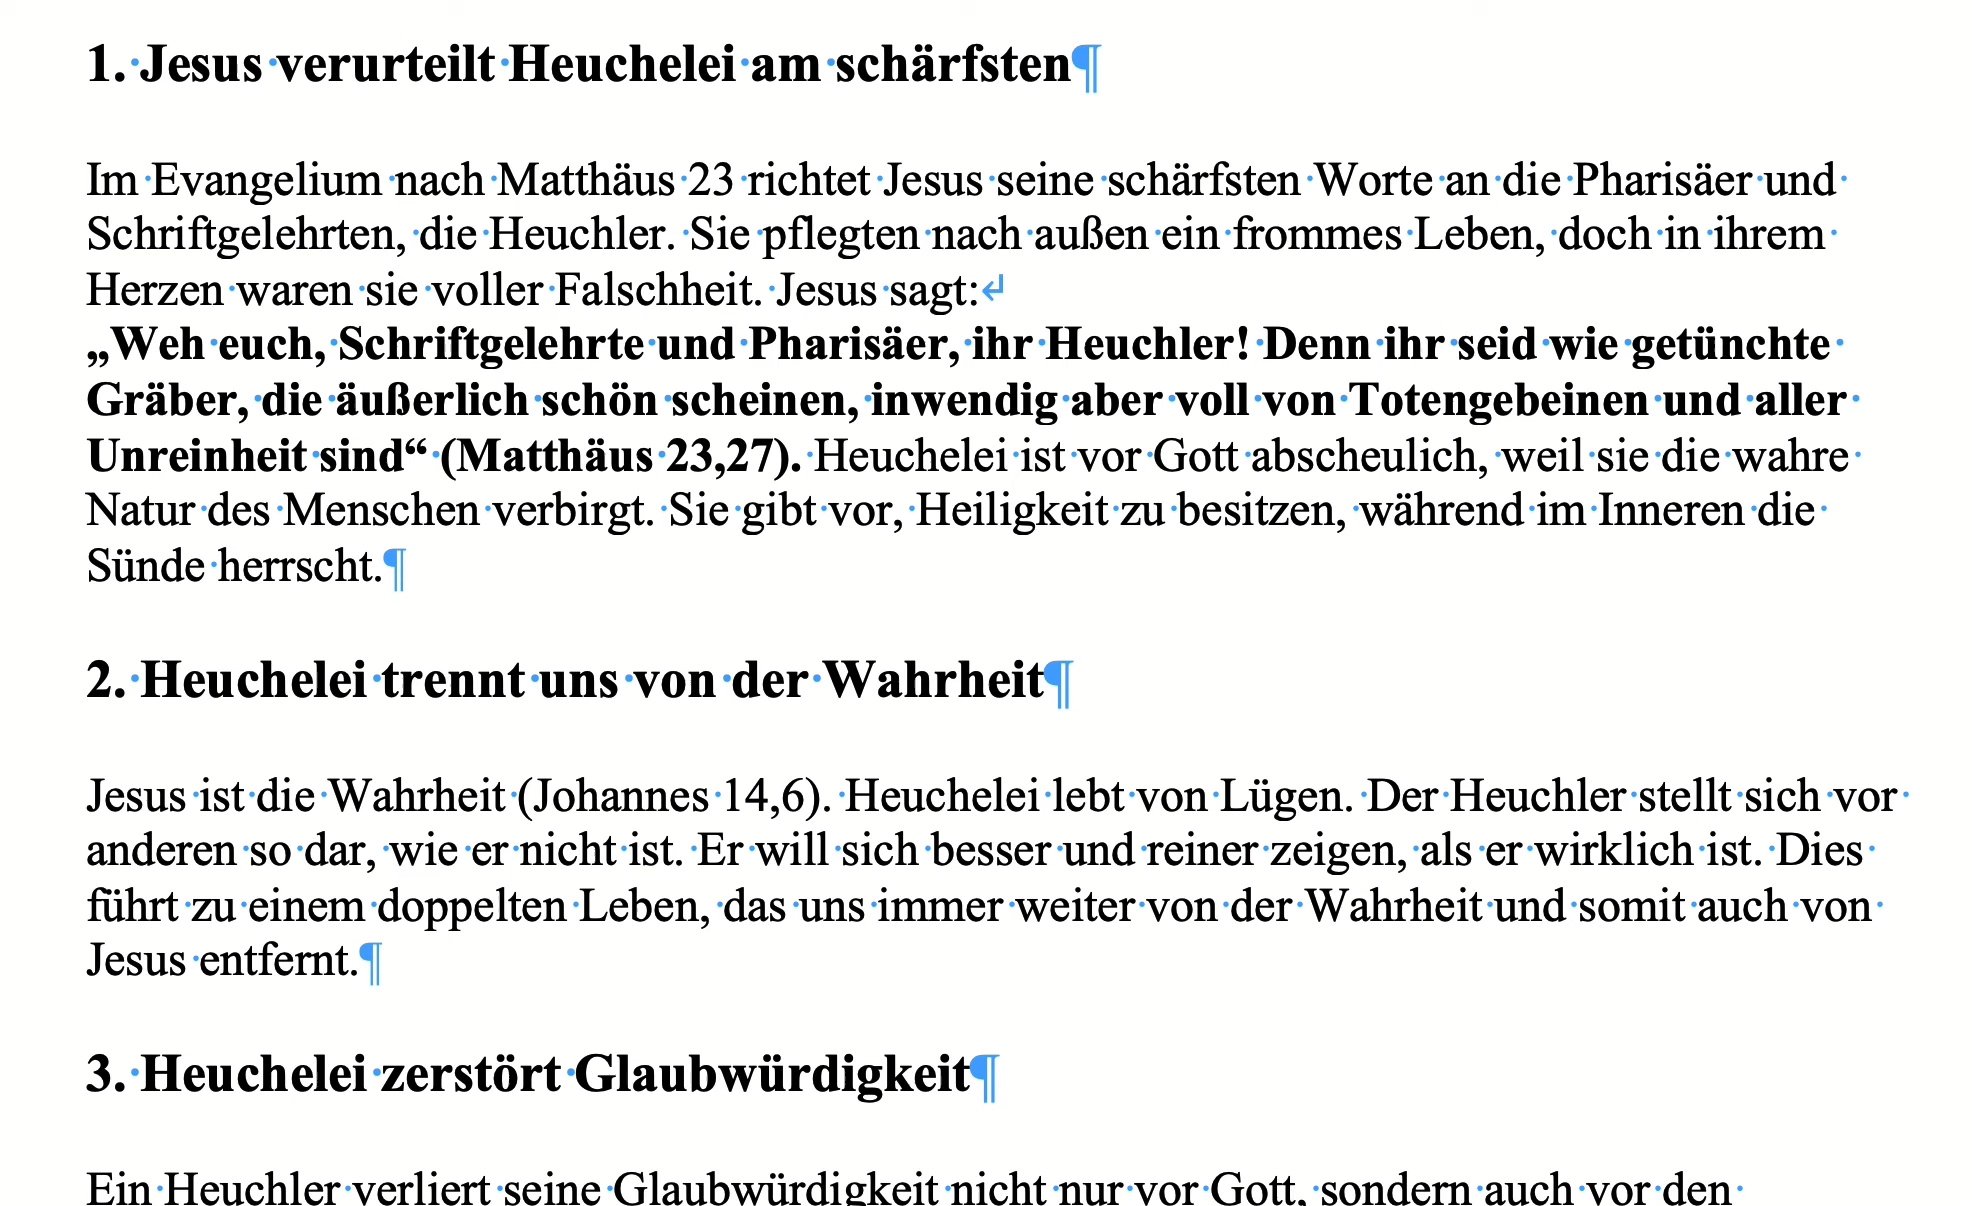 1. Jesus verurteilt Heuchelei am schärfsten¶
Im Evangelium nach Matthäus 23 richtet Jesus seine schärfsten Worte an die Pharisäer und
Schriftgelehrten, die Heuchler. Sie pflegten nach außen ein frommes Leben, doch in ihrem
Herzen waren sie voller Falschheit. Jesus sagt:↵
„Weh euch, Schriftgelehrte und Pharisäer, ihr Heuchler! Denn ihr seid wie getünchte
Gräber, die äußerlich schön scheinen, inwendig aber voll von Totengebeinen und aller
Unreinheit sind“ (Matthäus 23,27). Heuchelei ist vor Gott abscheulich, weil sie die wahre
Natur des Menschen verbirgt. Sie gibt vor, Heiligkeit zu besitzen, während im Inneren die
Sünde herrscht.¶
2. Heuchelei trennt uns von der Wahrheit¶
Jesus ist die Wahrheit (Johannes 14,6). Heuchelei lebt von Lügen. Der Heuchler stellt sich vor
anderen so dar, wie er nicht ist. Er will sich besser und reiner zeigen, als er wirklich ist. Dies
führt zu einem doppelten Leben, das uns immer weiter von der Wahrheit und somit auch von
Jesus entfernt.¶
3. Heuchelei zerstört Glaubwürdigkeit¶
Ein Heuchler verliert seine Glaubwürdigkeit nicht nur vor Gott, sondern auch vor den